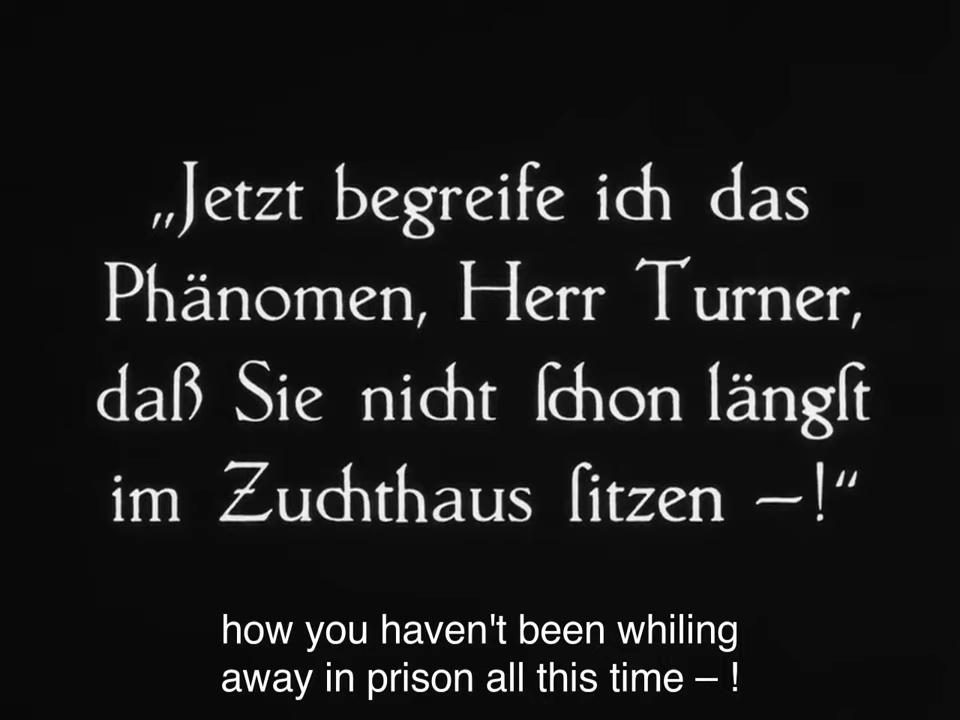 „Jetzt begreife ich das
Phänomen, Herr Turner,
daß Sie nicht ſchon längſt
im Zuchthaus ſitzen –!“
how you haven't been whiling
away in prison all this time – !